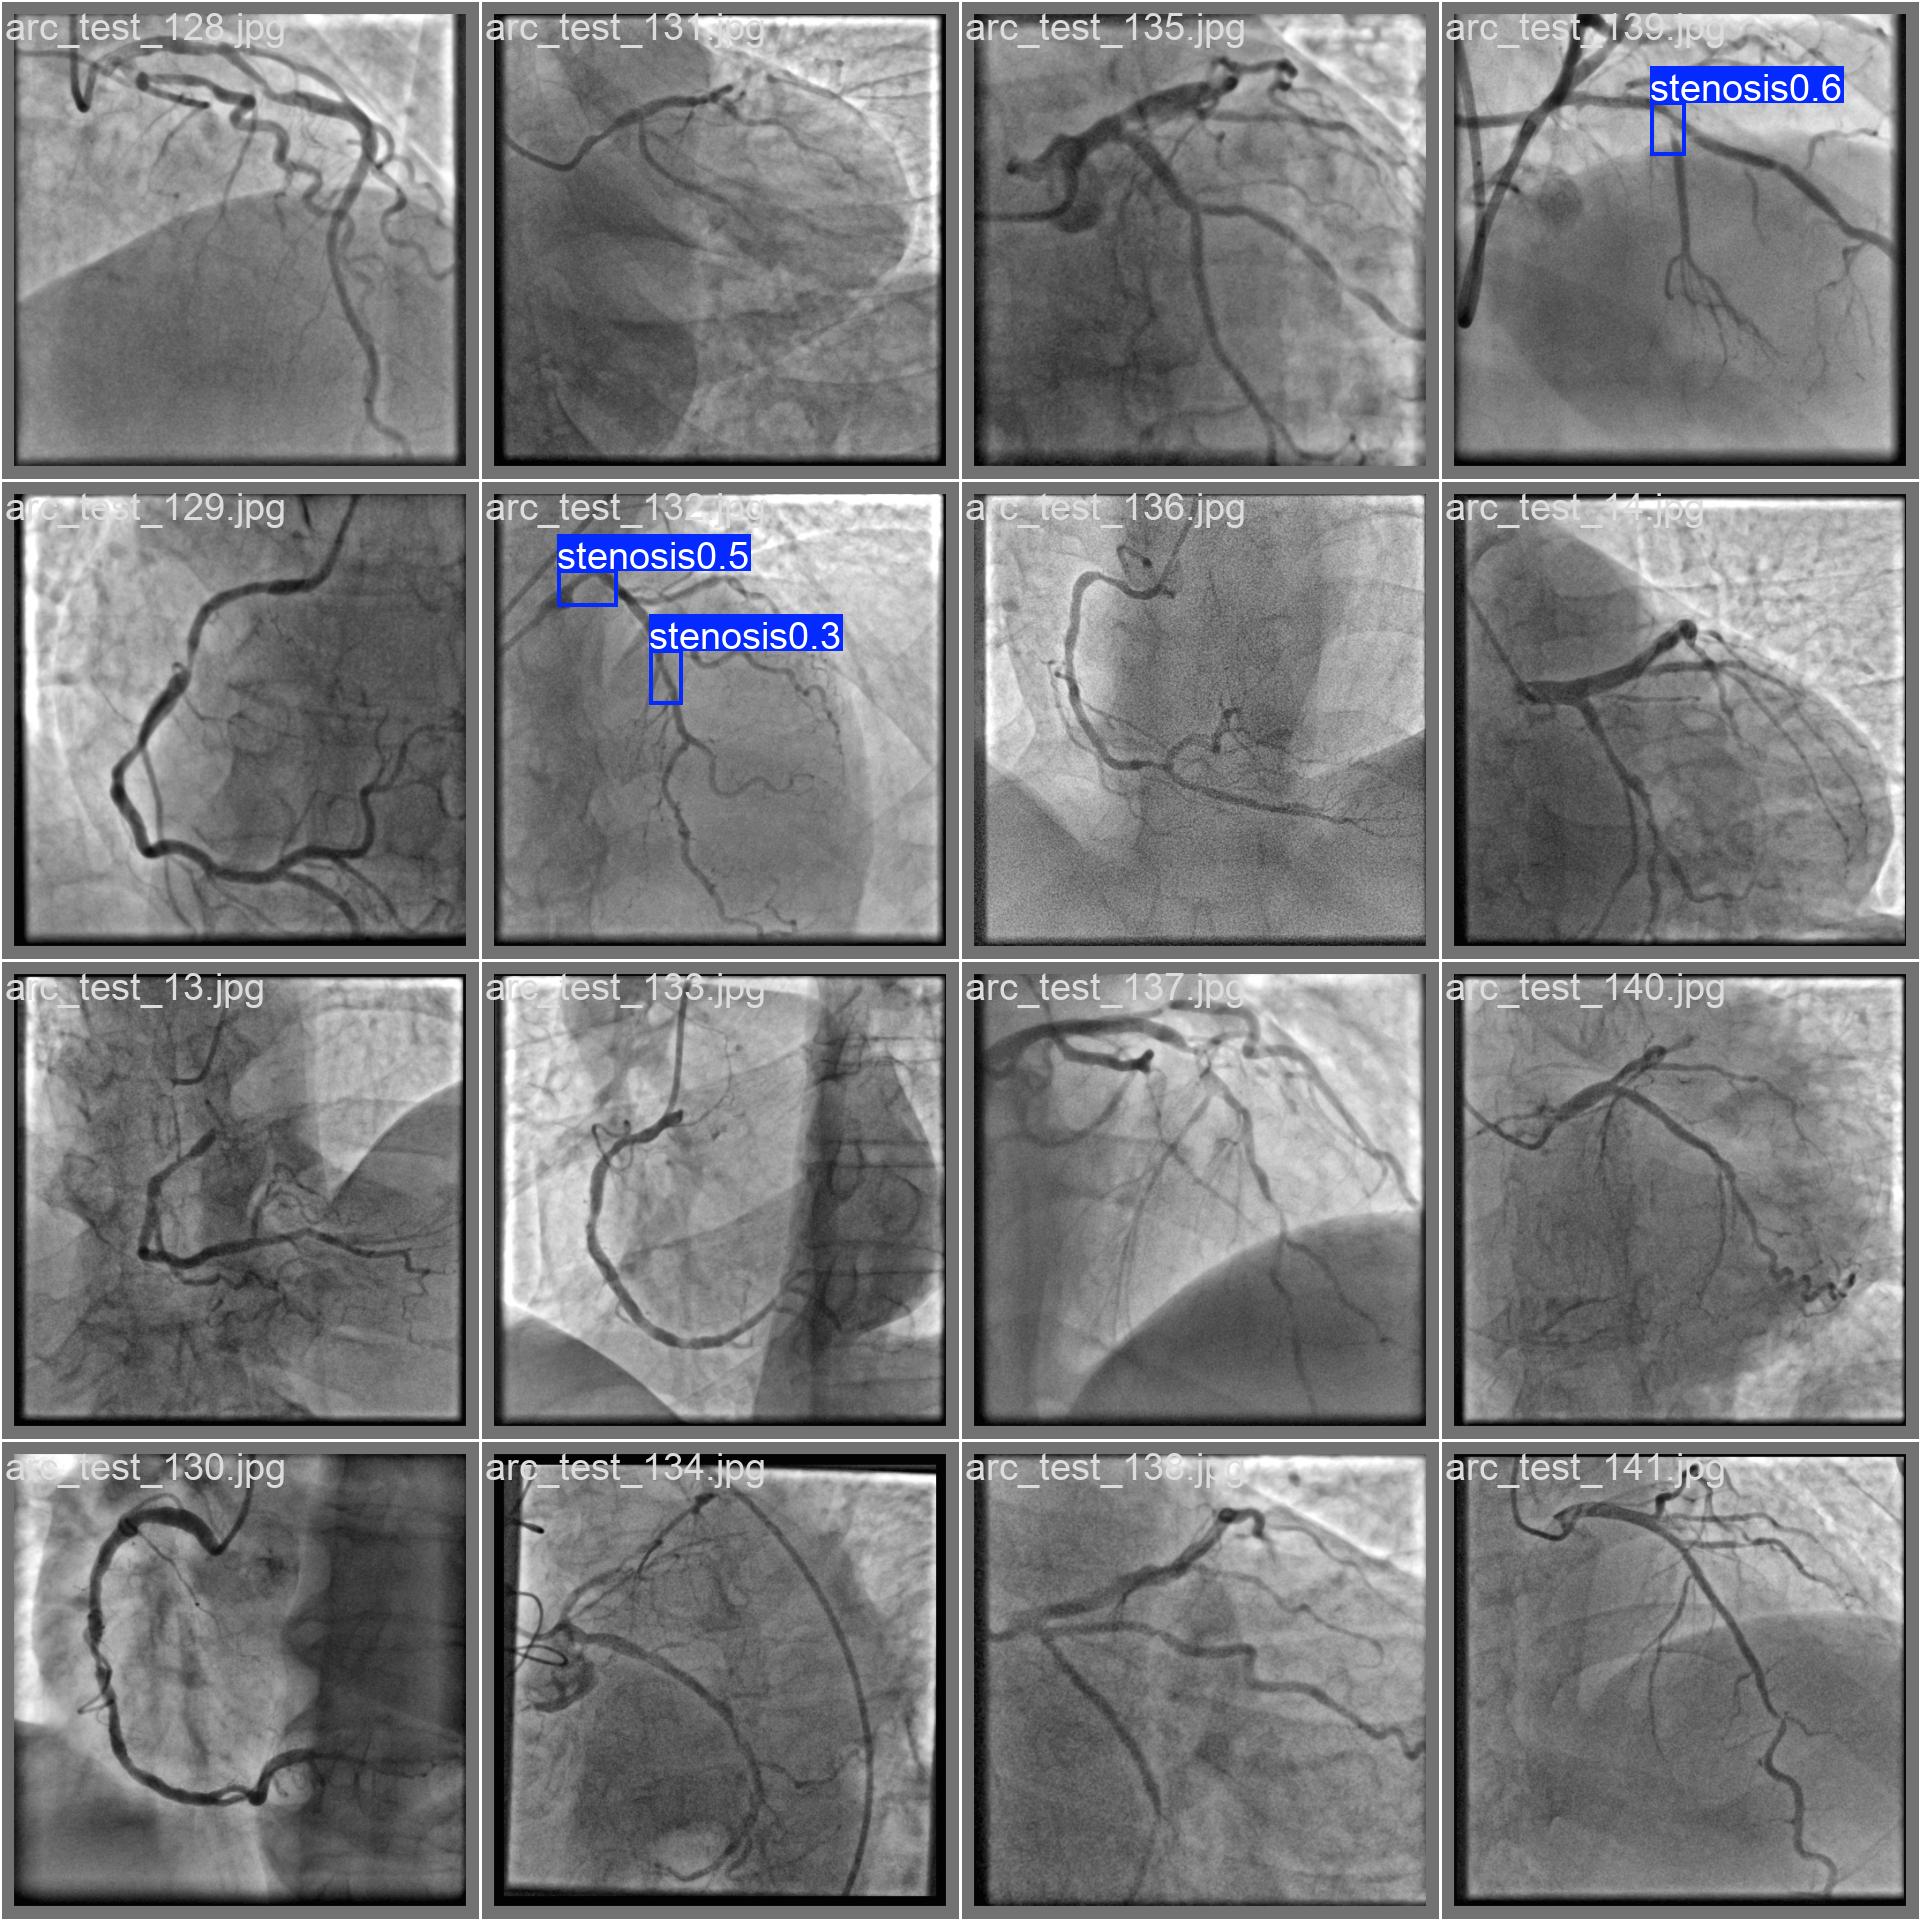 arc_test_128.jpg
arc_test_131.jpg
arc_test_135.jpg
arc_test_139.jpg
stenosis0.6
arc_test_129.jpg
arc_test_132.jpg
stenosis0.5
stenosis0.3
arc_test_136.jpg
arc_test_14.jpg
arc_test_13.jpg
arc_test_133.jpg
arc_test_137.jpg
arc_test_140.jpg
arc_test_130.jpg
arc_test_134.jpg
arc_test_138.jpg
arc_test_141.jpg